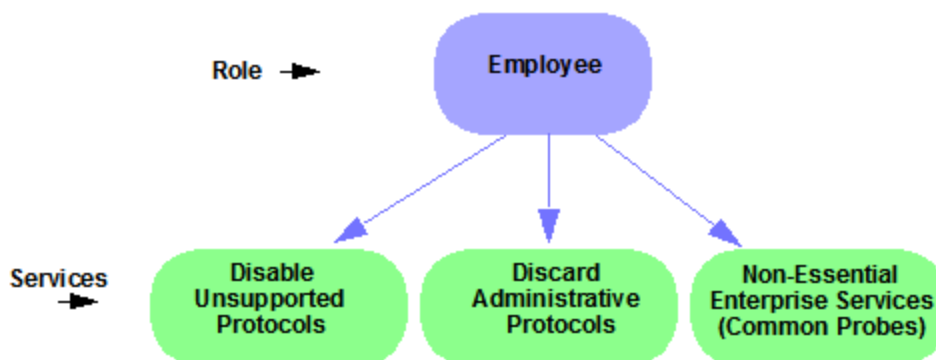 Role
Employee
Services
Disable
Unsupported
Protocols
Discard
Administrative
Protocols
Non-Essential
Enterprise Services
(Common Probes)